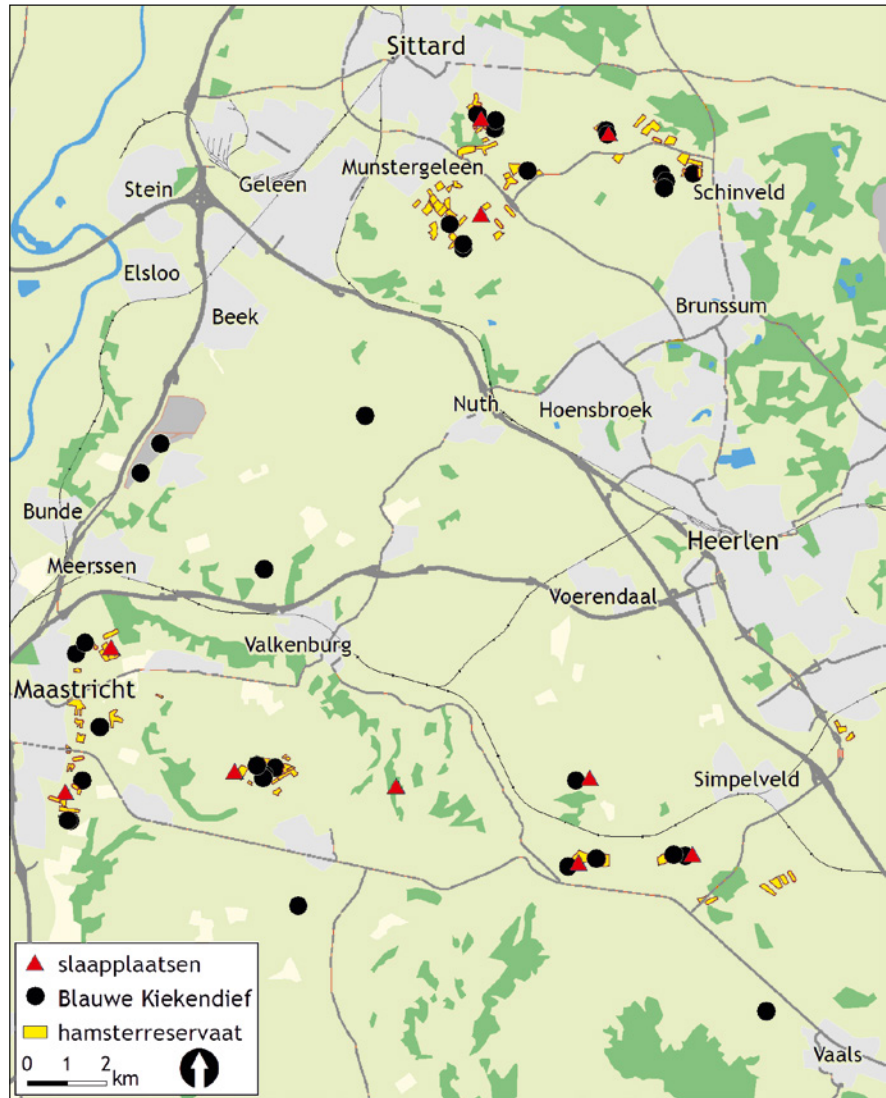 Sittard
Munstergeleen
Geleen
Stein
Schinveld
Elsloo
Brunssum
Beek
Nuth
Hoensbroek
Bunde
Heerlen
Meerssen
Voerendaal
Valkenburg
Maastricht
Simpelveld
slaapplaatsen
Blauwe Kiekendief
hamsterreservaat
0 1 2
km
Vaals